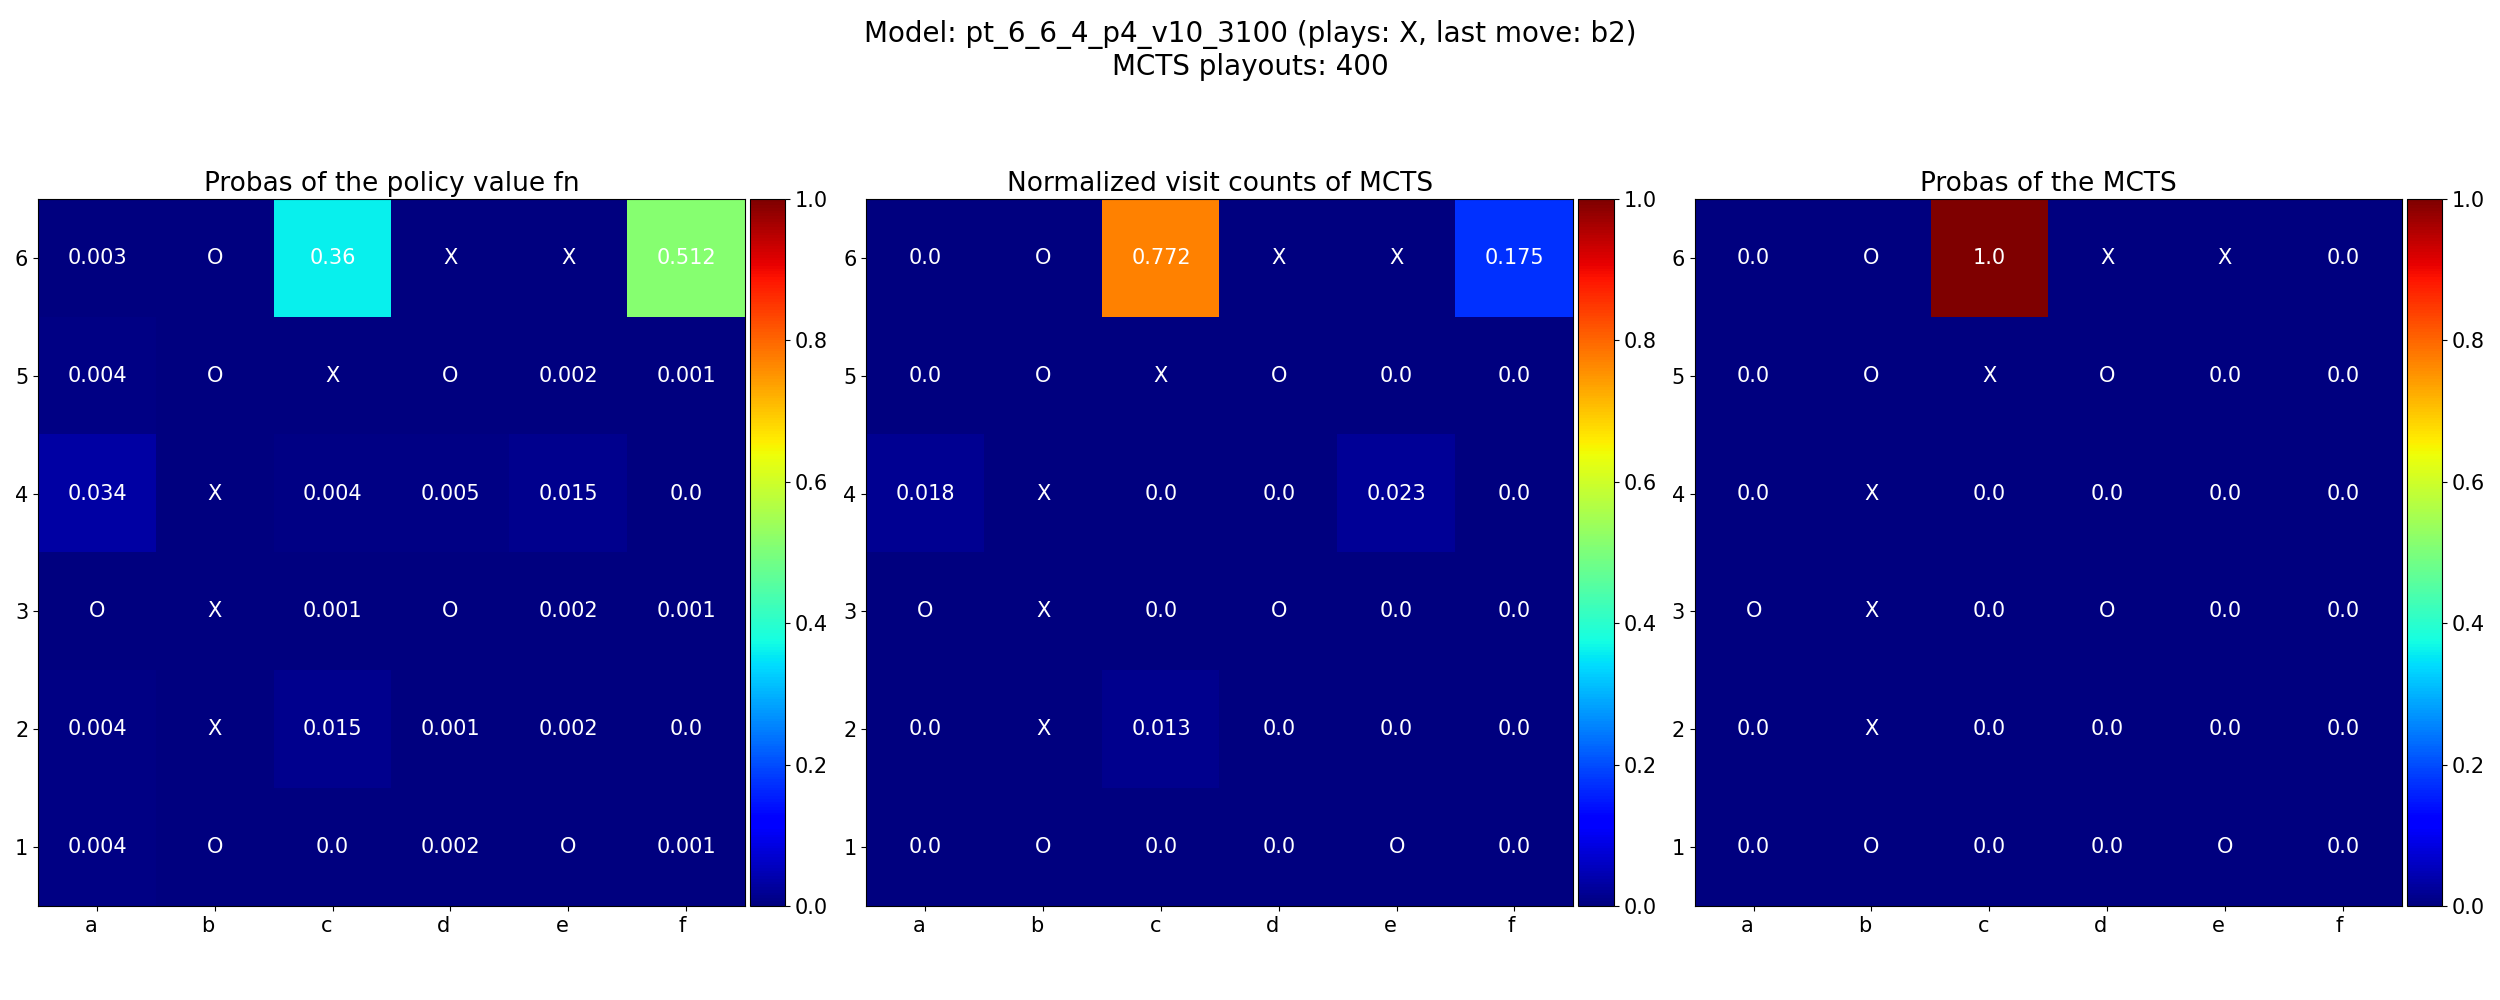 Model: pt_6_6_4_p4_v10_3100 (plays: X, last move: b2)
MCTS playouts: 400
Probas of the policy value fn
6 0.003 O 0.36 X X 0.512
5 0.004 O X O 0.002 0.001
4 0.034 X 0.004 0.005 0.015 0.0
3 O X 0.001 O 0.002 0.001
2 0.004 X 0.015 0.001 0.002 0.0
1 0.004 O 0.0 0.002 O 0.001
a b c d e f
1.0
0.8
0.6
0.4
0.2
0.0
Normalized visit counts of MCTS
6 0.0 O 0.772 X X 0.175
5 0.0 O X O 0.0 0.0
4 0.018 X 0.0 0.0 0.023 0.0
3 O X 0.0 O 0.0 0.0
2 0.0 X 0.013 0.0 0.0 0.0
1 0.0 O 0.0 0.0 O 0.0
a b c d e f
1.0
0.8
0.6
0.4
0.2
0.0
Probas of the MCTS
6 0.0 O 1.0 X X 0.0
5 0.0 O X O 0.0 0.0
4 0.0 X 0.0 0.0 0.0 0.0
3 O X 0.0 O 0.0 0.0
2 0.0 X 0.0 0.0 0.0 0.0
1 0.0 O 0.0 0.0 O 0.0
a b c d e f
1.0
0.8
0.6
0.4
0.2
0.0